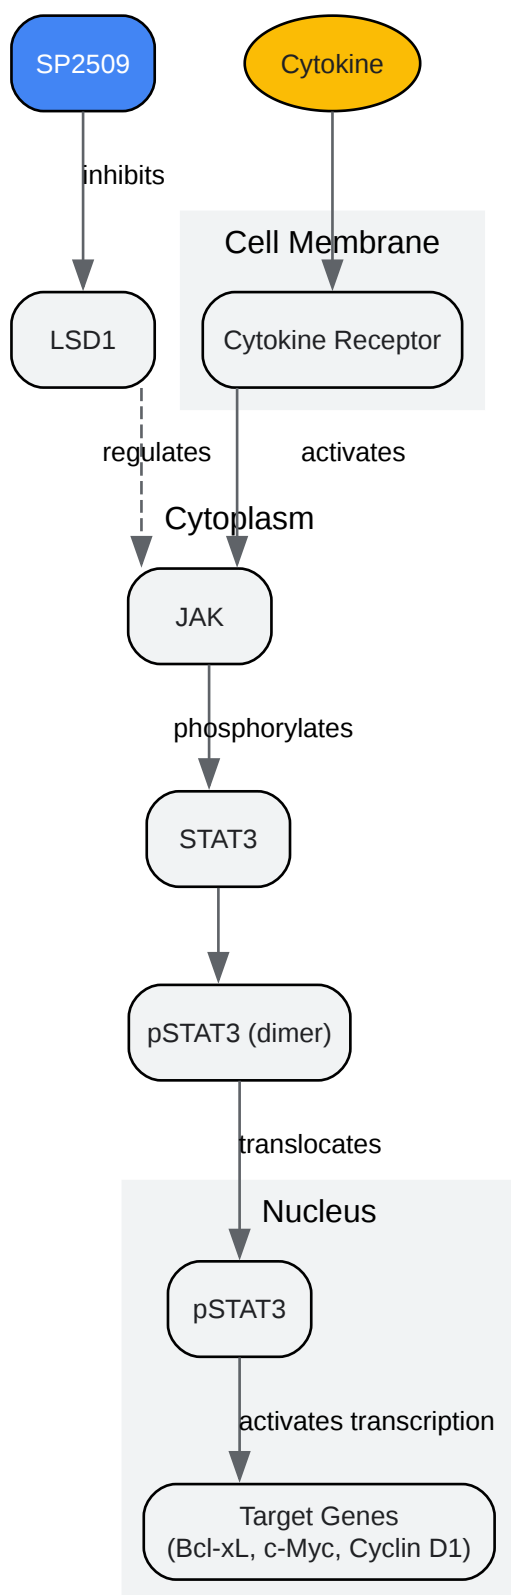 SP2509
Cytokine
inhibits
Cell Membrane
LSD1
Cytokine Receptor
regulates
activates
Cytoplasm
JAK
phosphorylates
STAT3
pSTAT3 (dimer)
translocates
Nucleus
pSTAT3
activates transcription
Target Genes
(Bcl-xL, c-Myc, Cyclin D1)